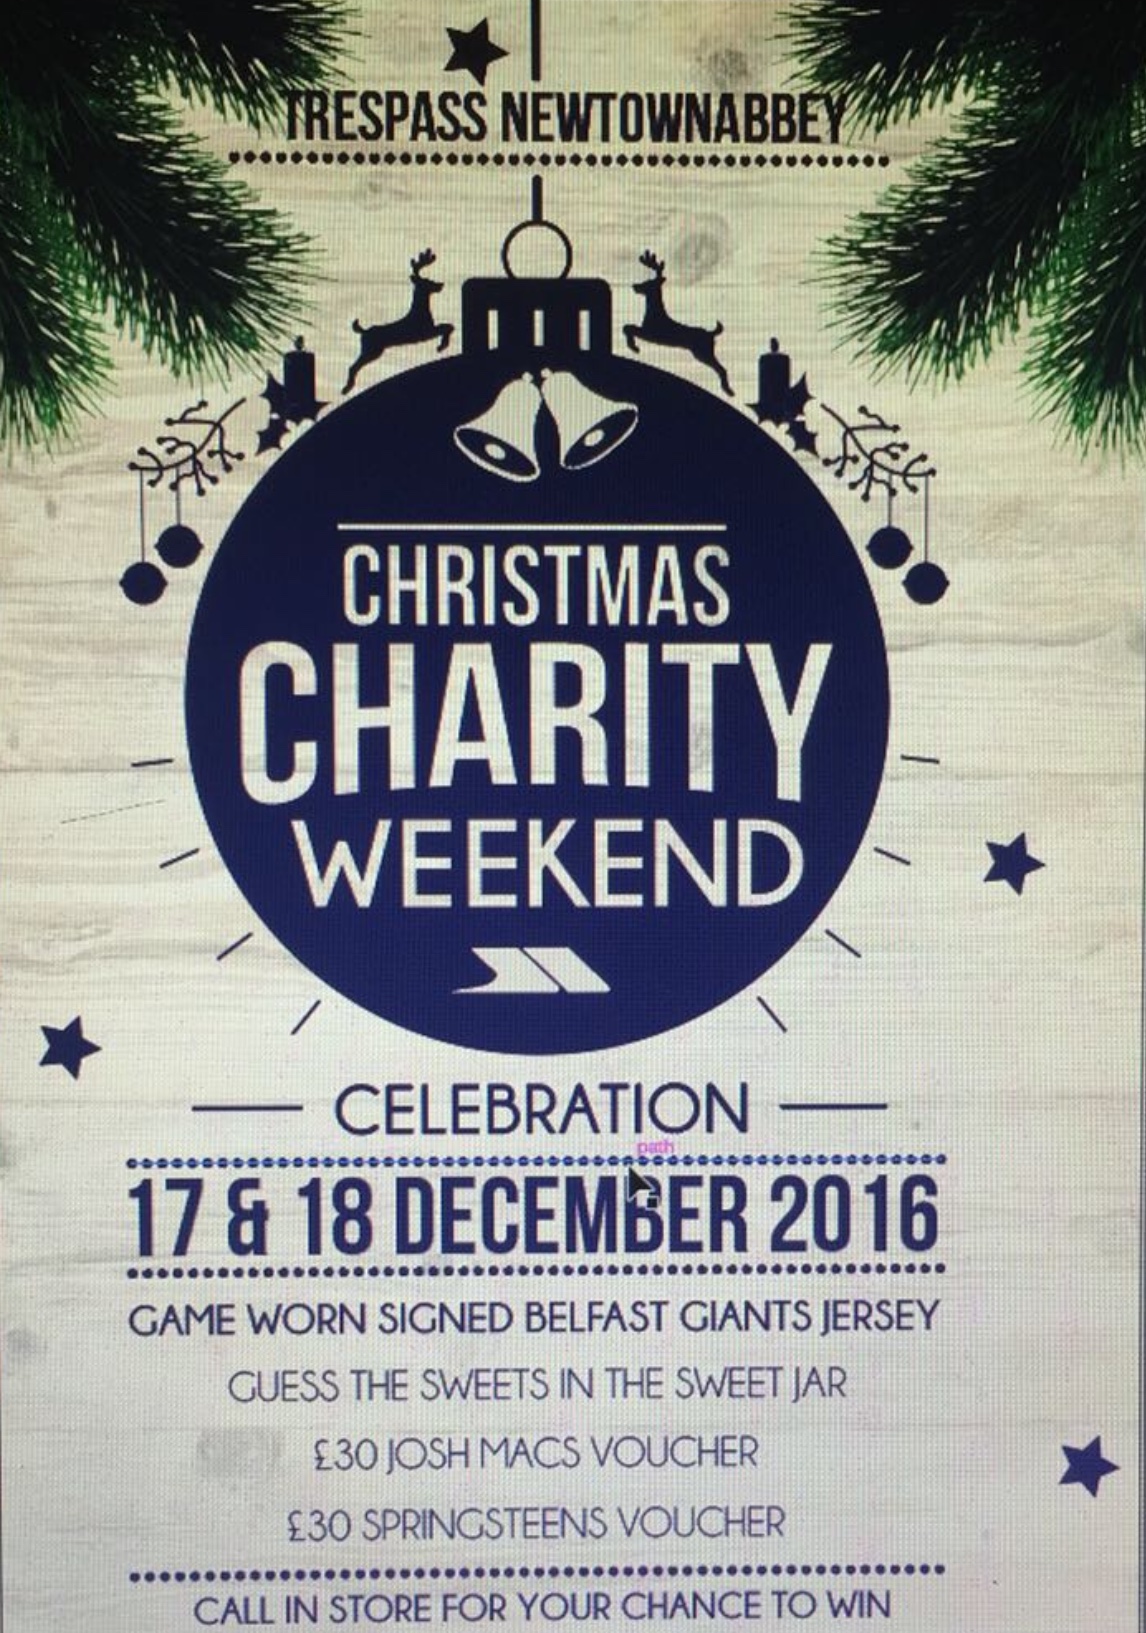 TRESPASS NEWTOWNABBEY
CHRISTMAS
CHARITY
WEEKEND
CELEBRATION
path
17 & 18 DECEMBER 2016
GAME WORN SIGNED BELFAST GIANTS JERSEY
GUESS THE SWEETS IN THE SWEET JAR
£30 JOSH MACS VOUCHER
£30 SPRINGSTEENS VOUCHER
CALL IN STORE FOR YOUR CHANCE TO WIN